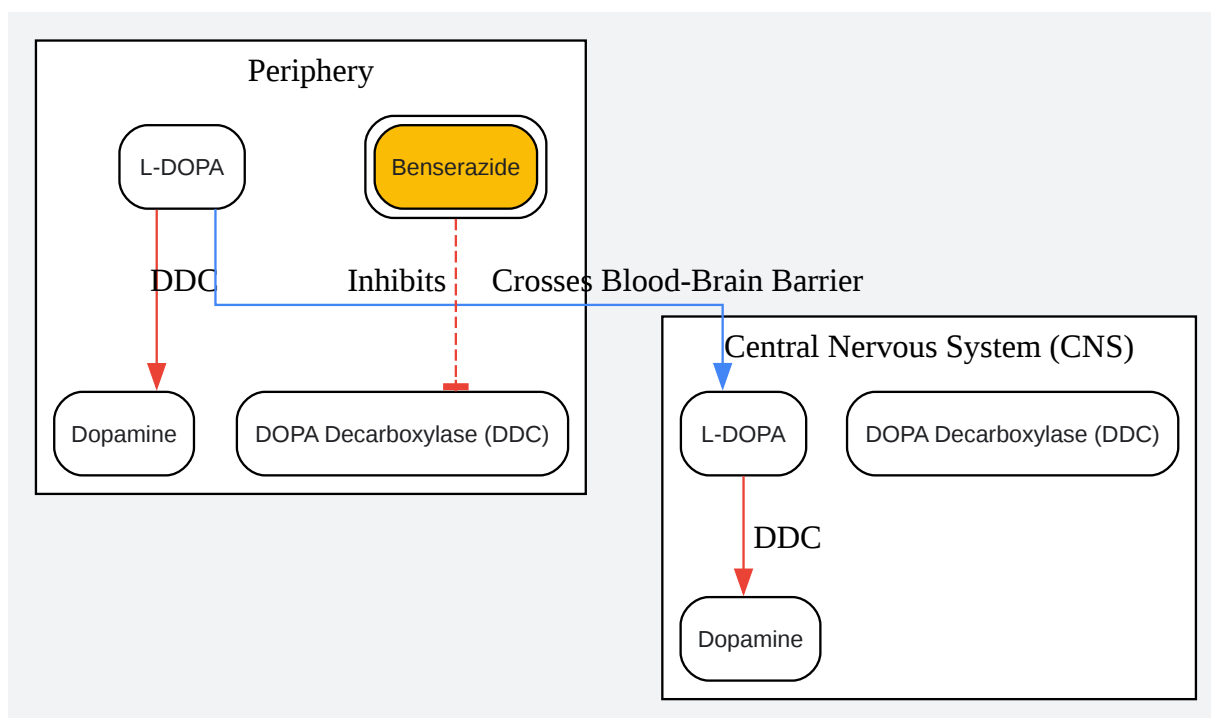 Periphery
L-DOPA
Benserazide
DDC
Inhibits
Crosses Blood-Brain Barrier
Central Nervous System (CNS)
Dopamine
DOPA Decarboxylase (DDC)
L-DOPA
DOPA Decarboxylase (DDC)
DDC
Dopamine